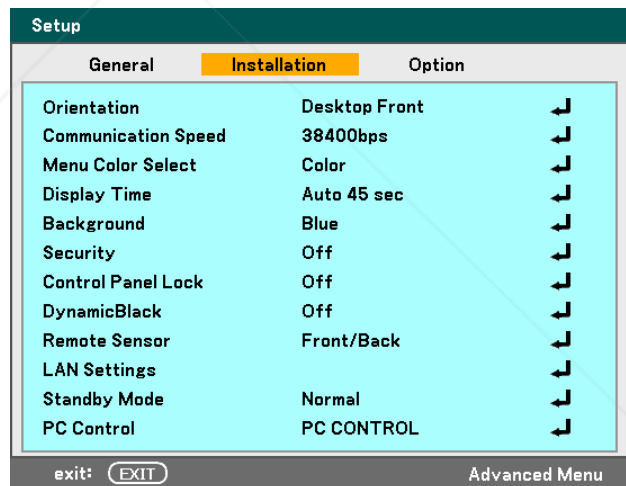 Setup
General Installation Option
Orientation Desktop Front
Communication Speed 38400bps
Menu Color Select Color
Display Time Auto 45 sec
Background Blue
Security Off
Control Panel Lock Off
DynamicBlack Off
Remote Sensor Front/Back
LAN Settings
Standby Mode Normal
PC Control PC CONTROL
exit: EXIT Advanced Menu